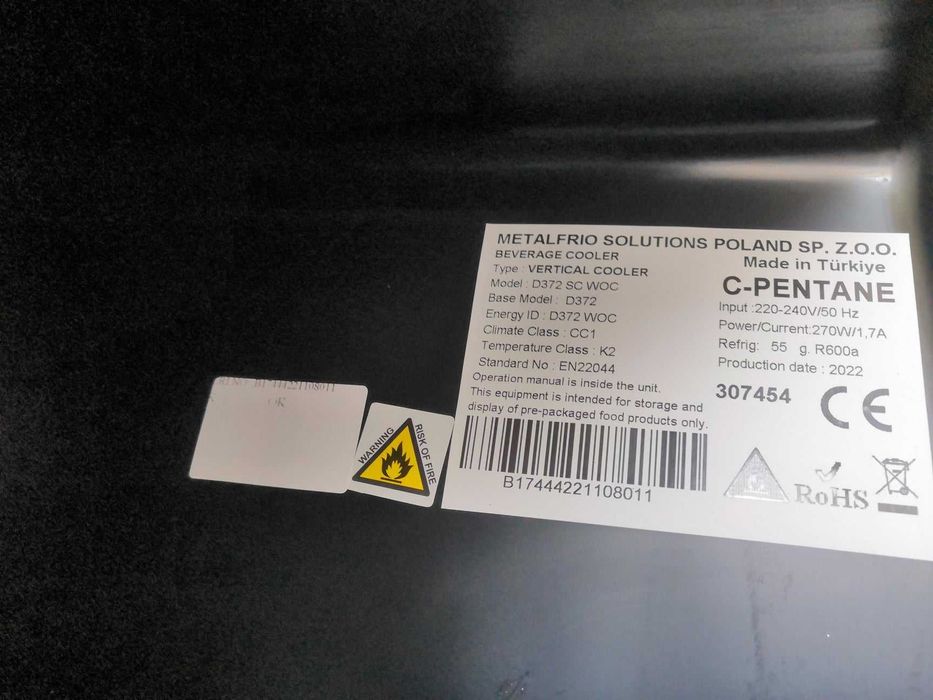 METALFRIO SOLUTIONS POLAND SP. Z.O.O.
BEVERAGE COOLER
Made in Türkiye
Type : VERTICAL COOLER
C-PENTANE
Model : D372 SC WOC
Base Model : D372
Input :220-240V/50 Hz
Energy ID : D372 WOC
Power/Current:270W/1,7A
Climate Class : CC1
Refrig: 55 g. R600a
Temperature Class : K2
Production date : 2022
Standard No : EN22044
307454
CE
Operation manual is inside the unit.
This equipment is intended for storage and
display of pre-packaged food products only.
B17444221108011
RoHS
WARNING
RISK OF FIRE
OK